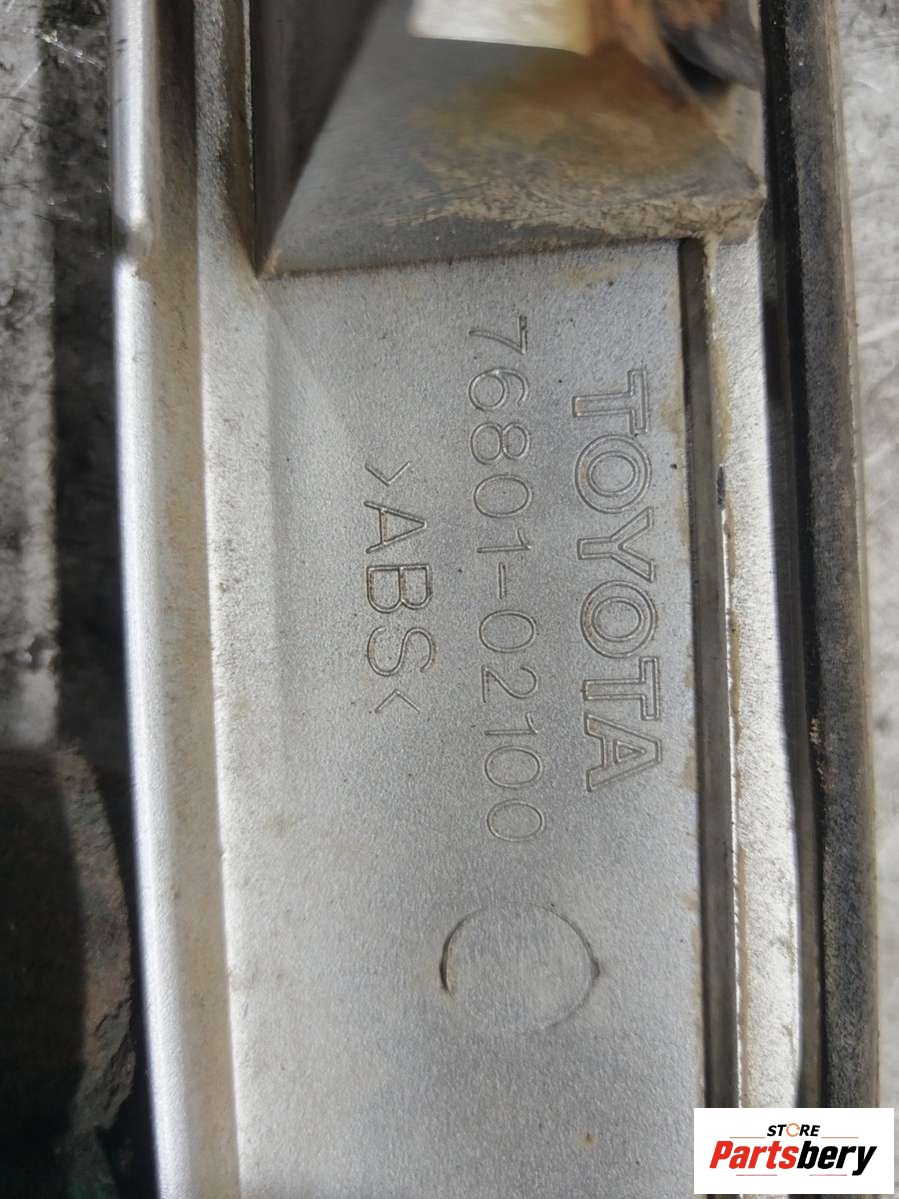 TOYOTA
76801-02100
>ABS<
STORE
Partsbery